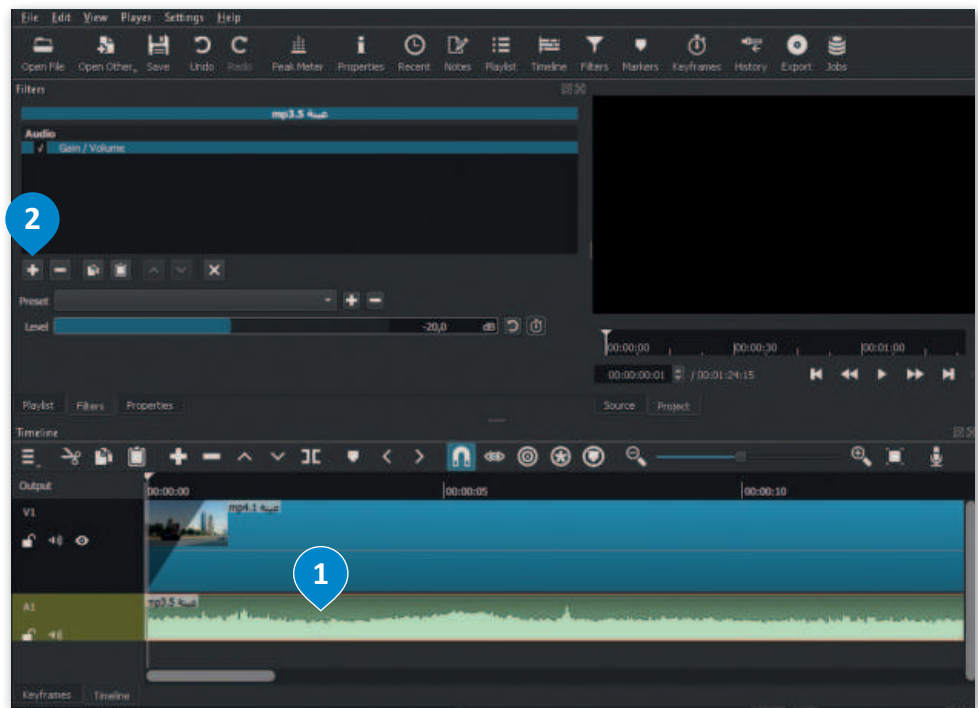 File Edit View Player Settings Help
Open File Open Other Save Undo Redo Peak Meter Properties Recent Notes Playlist Timeline Filters Markers Keyframes History Export Jobs
Filters
عينة mp3.5
Audio
Gain / Volume
2
Preset
Level -20,0 dB
00:00:00 00:00:30 00:01:00
00:00:00:01 / 00:01:24:15
Playlist Filters Properties
Source Project
Timeline
Output 00:00:00 00:00:05 00:00:10
V1
عينة mp4.1
1
A1
عينة mp3.5
Keyframes Timeline